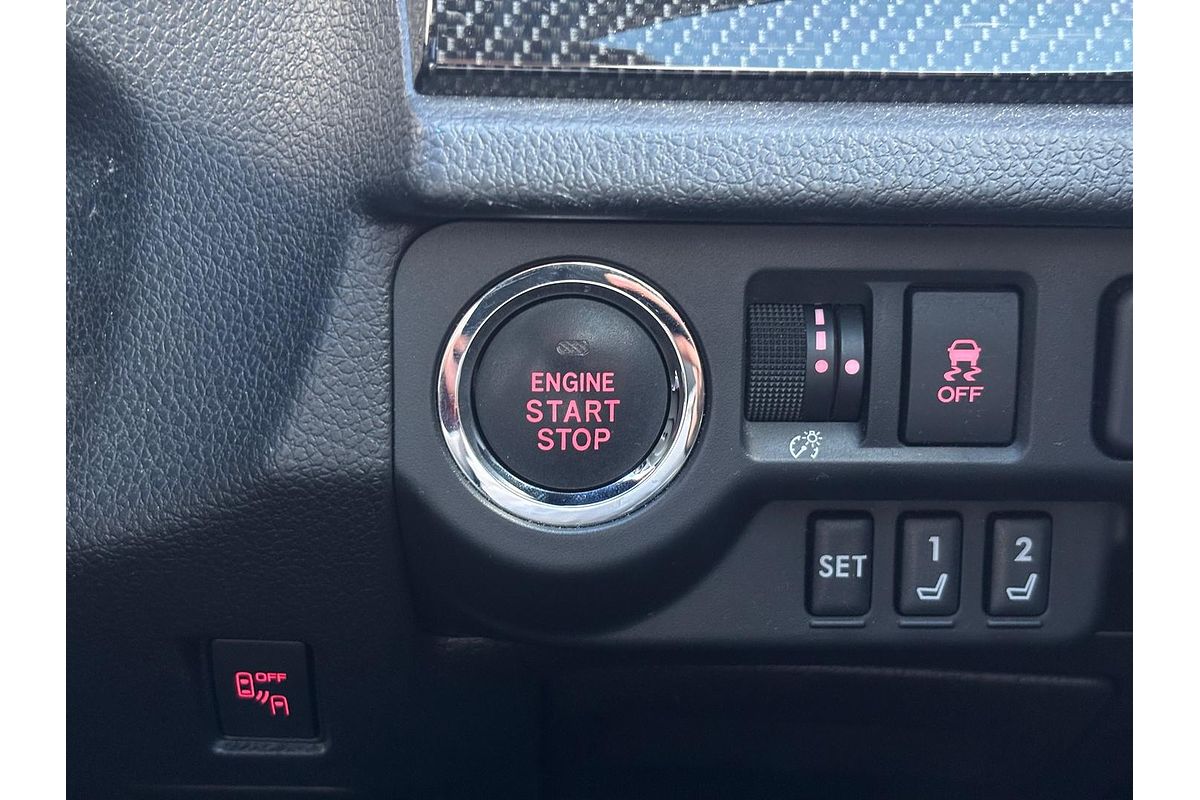 ENGINE
START
STOP
OFF
SET
1
2
OFF